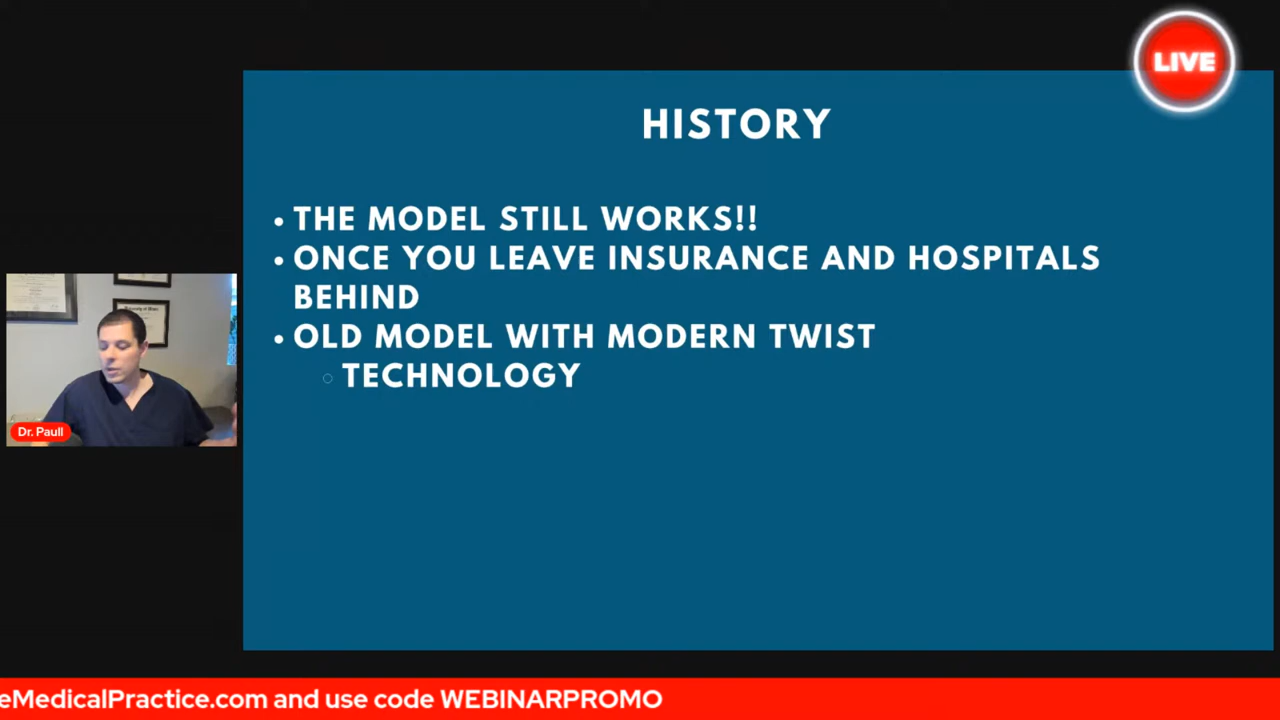 LIVE
HISTORY
• THE MODEL STILL WORKS!!
• ONCE YOU LEAVE INSURANCE AND HOSPITALS
BEHIND
• OLD MODEL WITH MODERN TWIST
○ TECHNOLOGY
Dr. Paull
eMedicalPractice.com and use code WEBINARPROMO